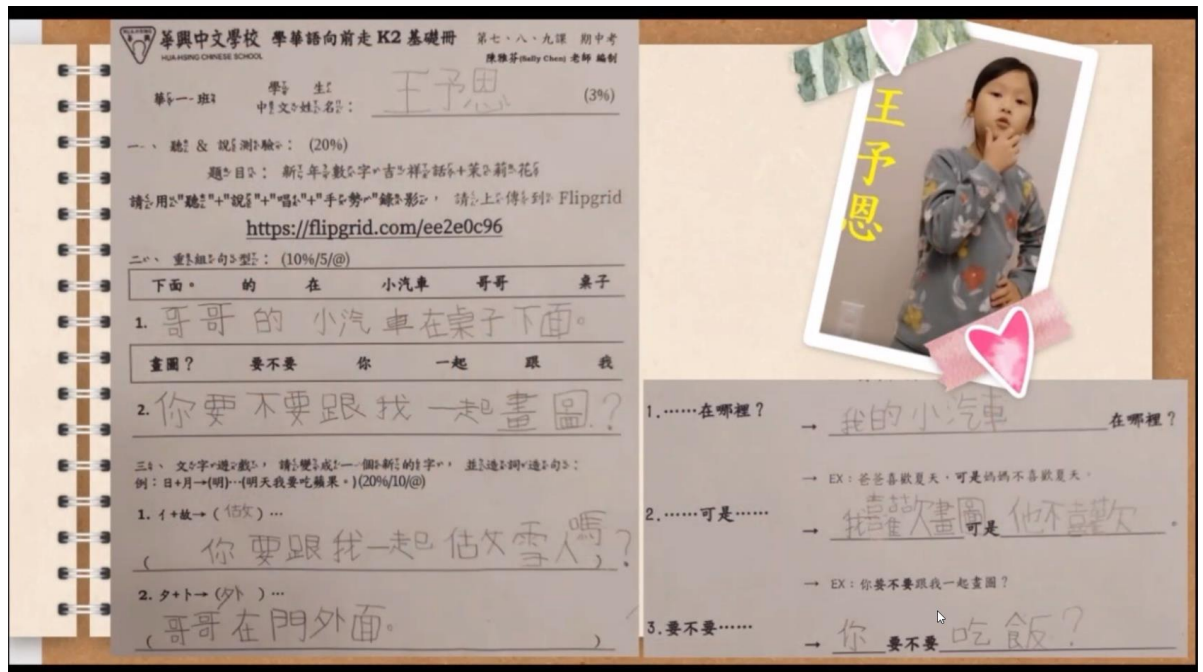 華興中文學校 學華語向前走 K2 基礎冊 第七、八、九課 期中考
HUA HSING CHINESE SCHOOL
陳雅芬(Sally Chen) 老師 編制
華一班
學生
中文姓名: 王予恩 (3%)
一、聽 & 說測驗: (20%)
題目: 新年數字吉祥話+茉莉花
請用"聽"+"說"+"唱"+"手勢"錄影, 請上傳到 Flipgrid
https://flipgrid.com/ee2e0c96
二、重組句型: (10%/5/@)
下面。 的 在 小汽車 哥哥 桌子
1. 哥哥的小汽車在桌子下面。
畫圖? 要不要 你 一起 跟 我
2. 你要不要跟我一起畫圖?
三、文字遊戲, 請變成一個新的字, 並造詞造句:
例:日+月→(明)…(明天我要吃蘋果。)(20%/10/@)
1. 亻+故→(估攵)…
( 你要跟我一起估攵雪人嗎? )
2. 夕+卜→(外)…
( 哥哥在門外面。 )
王予恩
1.……在哪裡?
→ 我的小汽車在哪裡?
→ EX:爸爸喜歡夏天,可是媽媽不喜歡夏天。
2.……可是……
→ 我喜歡畫圖可是他不喜歡。
→ EX:你要不要跟我一起畫圖?
3.要不要……
→ 你要不要吃飯?